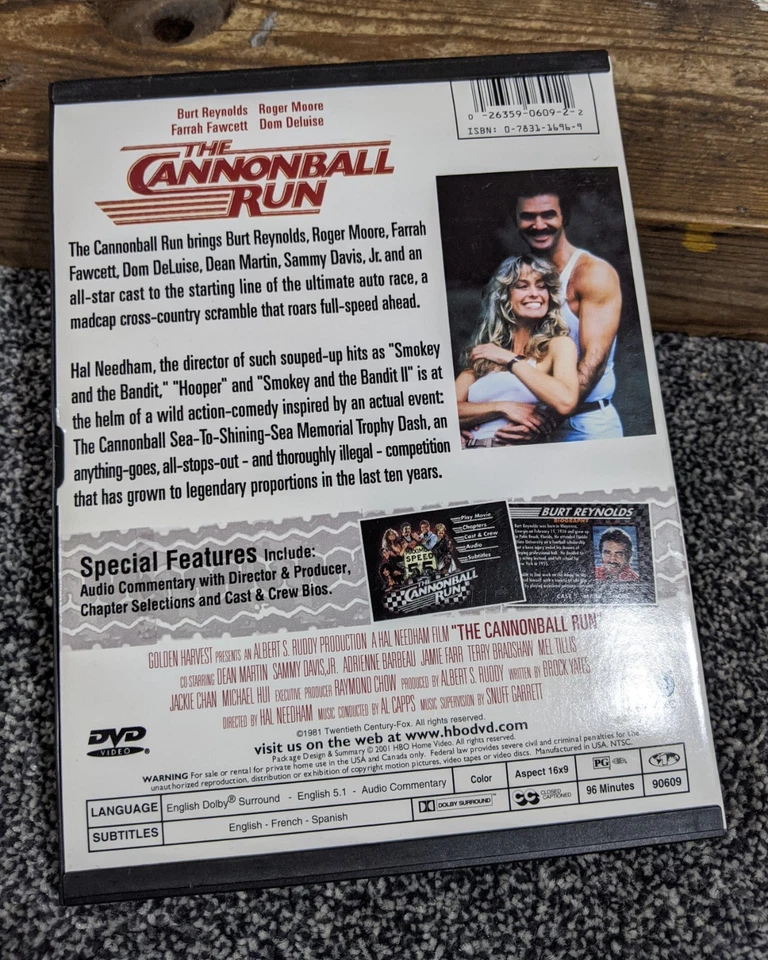 Burt Reynolds Roger Moore
Farrah Fawcett Dom Deluise
THE
CANNONBALL
RUN
0 -26359-0609-2- 2
ISBN: 0-7831-1696-9
The Cannonball Run brings Burt Reynolds, Roger Moore, Farrah
Fawcett, Dom DeLuise, Dean Martin, Sammy Davis, Jr. and an
all-star cast to the starting line of the ultimate auto race, a
madcap cross-country scramble that roars full-speed ahead.
Hal Needham, the director of such souped-up hits as "Smokey
and the Bandit," "Hooper" and "Smokey and the Bandit II" is at
the helm of a wild action-comedy inspired by an actual event:
The Cannonball Sea-To-Shining-Sea Memorial Trophy Dash, an
anything-goes, all-stops-out - and thoroughly illegal - competition
that has grown to legendary proportions in the last ten years.
Special Features Include:
Audio Commentary with Director & Producer,
Chapter Selections and Cast & Crew Bios.
Play Movie
Chapters
Cast & Crew
Audio
Subtitles
SPEED
55
THE
CANNONBALL
RUN
BURT REYNOLDS
BIOGRAPHY
GOLDEN HARVEST PRESENTS AN ALBERT S. RUDDY PRODUCTION A HAL NEEDHAM FILM "THE CANNONBALL RUN"
CO-STARRING DEAN MARTIN SAMMY DAVIS, JR. ADRIENNE BARBEAU JAMIE FARR TERRY BRADSHAW MEL TILLIS
JACKIE CHAN MICHAEL HUI EXECUTIVE PRODUCER RAYMOND CHOW PRODUCED BY ALBERT S. RUDDY WRITTEN BY BROCK YATES
DIRECTED BY HAL NEEDHAM MUSIC CONDUCTED BY AL CAPPS MUSIC SUPERVISION BY SNUFF GARRETT
©1981 Twentieth Century-Fox. All rights reserved.
visit us on the web at www.hbodvd.com
Package Design & Summary © 2001 HBO Home Video. All rights reserved.
WARNING For sale or rental for private home use in the USA and Canada only. Federal law provides severe civil and criminal penalties for the
unauthorized reproduction, distribution or exhibition of copyright motion pictures, video tapes or video discs. Manufactured in USA. NTSC.
DVD
VIDEO
LANGUAGE English Dolby® Surround - English 5.1 - Audio Commentary Color Aspect 16x9 PG
SUBTITLES English - French - Spanish DOLBY SURROUND CC CLOSED CAPTIONED 96 Minutes 90609